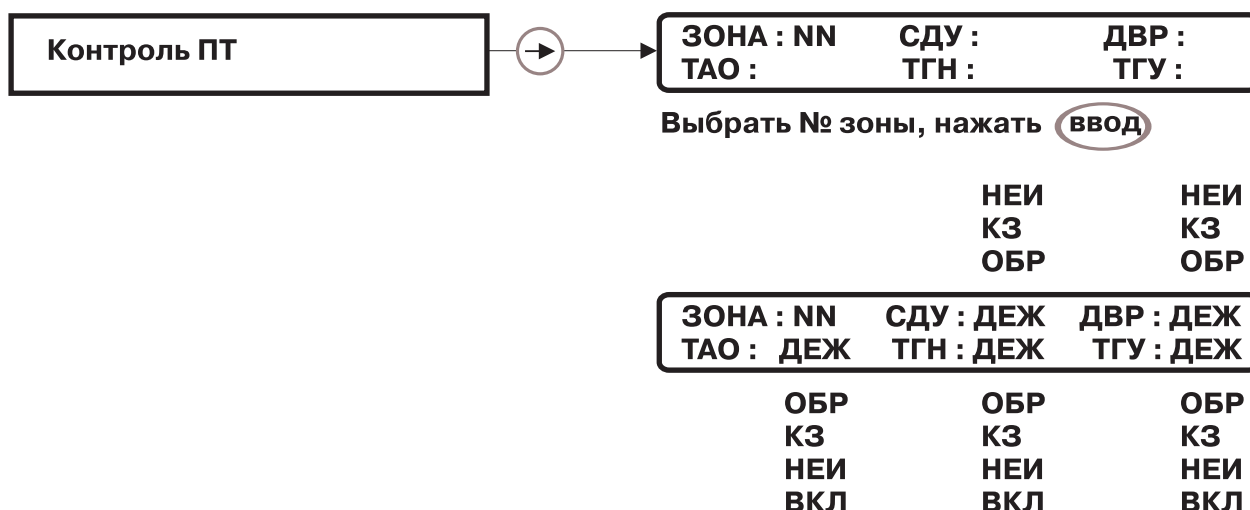 Контроль ПТ
ЗОНА : NN СДУ : ДВР :
ТАО : ТГН : ТГУ :
Выбрать № зоны, нажать ввод
НЕИ НЕИ
КЗ КЗ
ОБР ОБР
ЗОНА : NN СДУ : ДЕЖ ДВР : ДЕЖ
ТАО : ДЕЖ ТГН : ДЕЖ ТГУ : ДЕЖ
ОБР ОБР ОБР
КЗ КЗ КЗ
НЕИ НЕИ НЕИ
ВКЛ ВКЛ ВКЛ